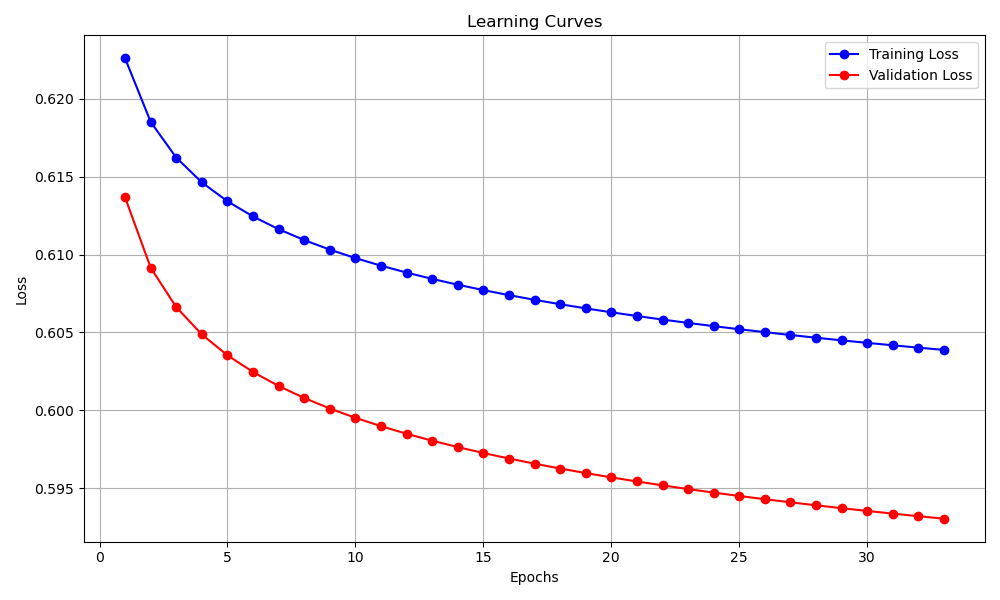 Learning Curves
Training Loss
Validation Loss
Loss
0.620
0.615
0.610
0.605
0.600
0.595
0 5 10 15 20 25 30
Epochs